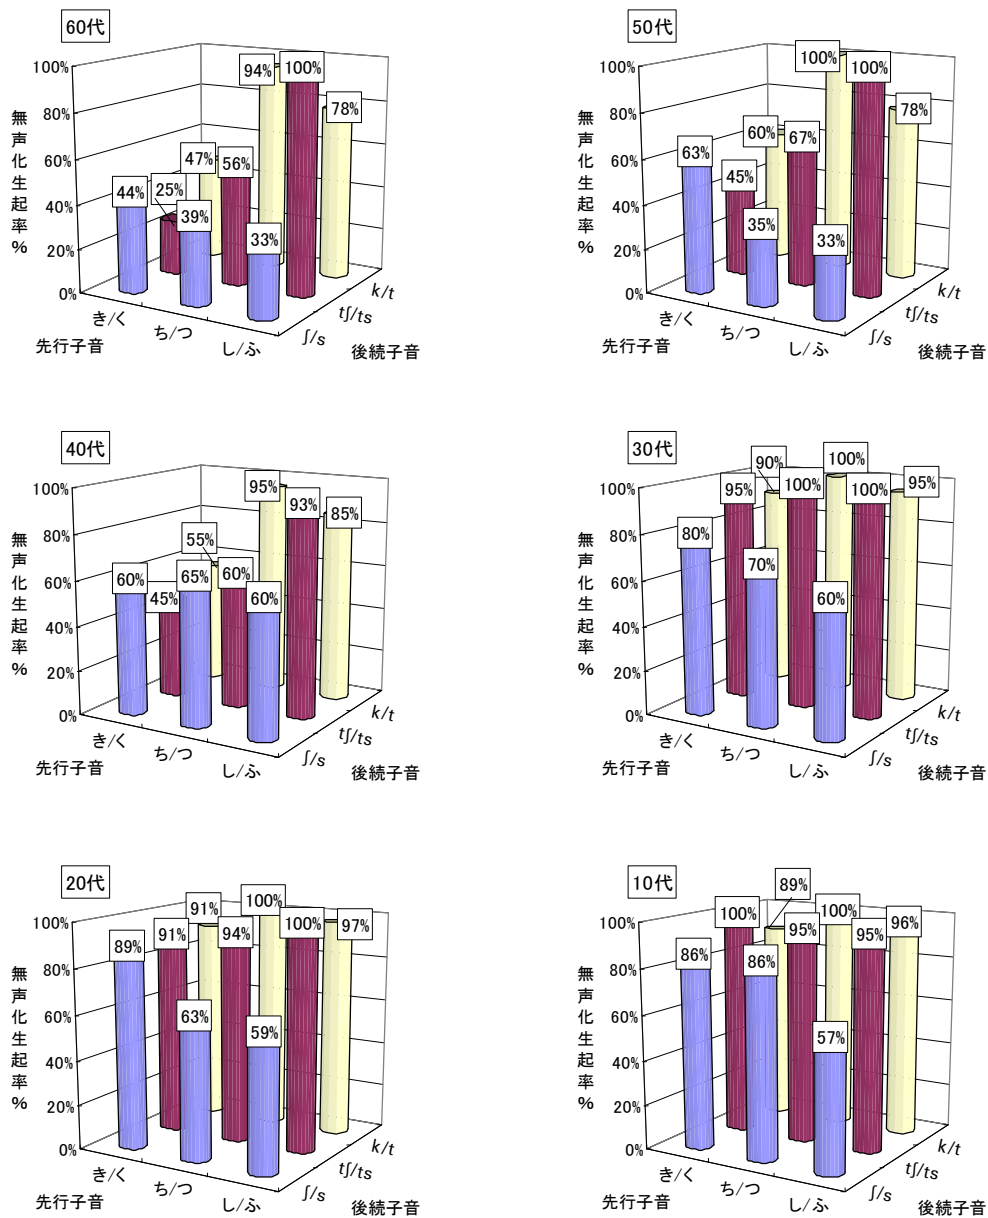 60代
100%
80%
60%
40%
20%
0%
無声化生起率%
44%
25%
47%
39%
56%
94%
33%
100%
78%
き/く
ち/つ
し/ふ
先行子音
ʃ/s
tʃ/ts
k/t
後続子音
50代
100%
80%
60%
40%
20%
0%
無声化生起率%
63%
45%
60%
35%
67%
100%
33%
100%
78%
き/く
ち/つ
し/ふ
先行子音
ʃ/s
tʃ/ts
k/t
後続子音
40代
100%
80%
60%
40%
20%
0%
無声化生起率%
60%
45%
55%
65%
60%
95%
60%
93%
85%
き/く
ち/つ
し/ふ
先行子音
ʃ/s
tʃ/ts
k/t
後続子音
30代
100%
80%
60%
40%
20%
0%
無声化生起率%
80%
95%
90%
70%
100%
100%
60%
100%
95%
き/く
ち/つ
し/ふ
先行子音
ʃ/s
tʃ/ts
k/t
後続子音
20代
100%
80%
60%
40%
20%
0%
無声化生起率%
89%
91%
91%
63%
94%
100%
59%
100%
97%
き/く
ち/つ
し/ふ
先行子音
ʃ/s
tʃ/ts
k/t
後続子音
10代
100%
80%
60%
40%
20%
0%
無声化生起率%
86%
100%
89%
86%
95%
100%
57%
95%
96%
き/く
ち/つ
し/ふ
先行子音
ʃ/s
tʃ/ts
k/t
後続子音